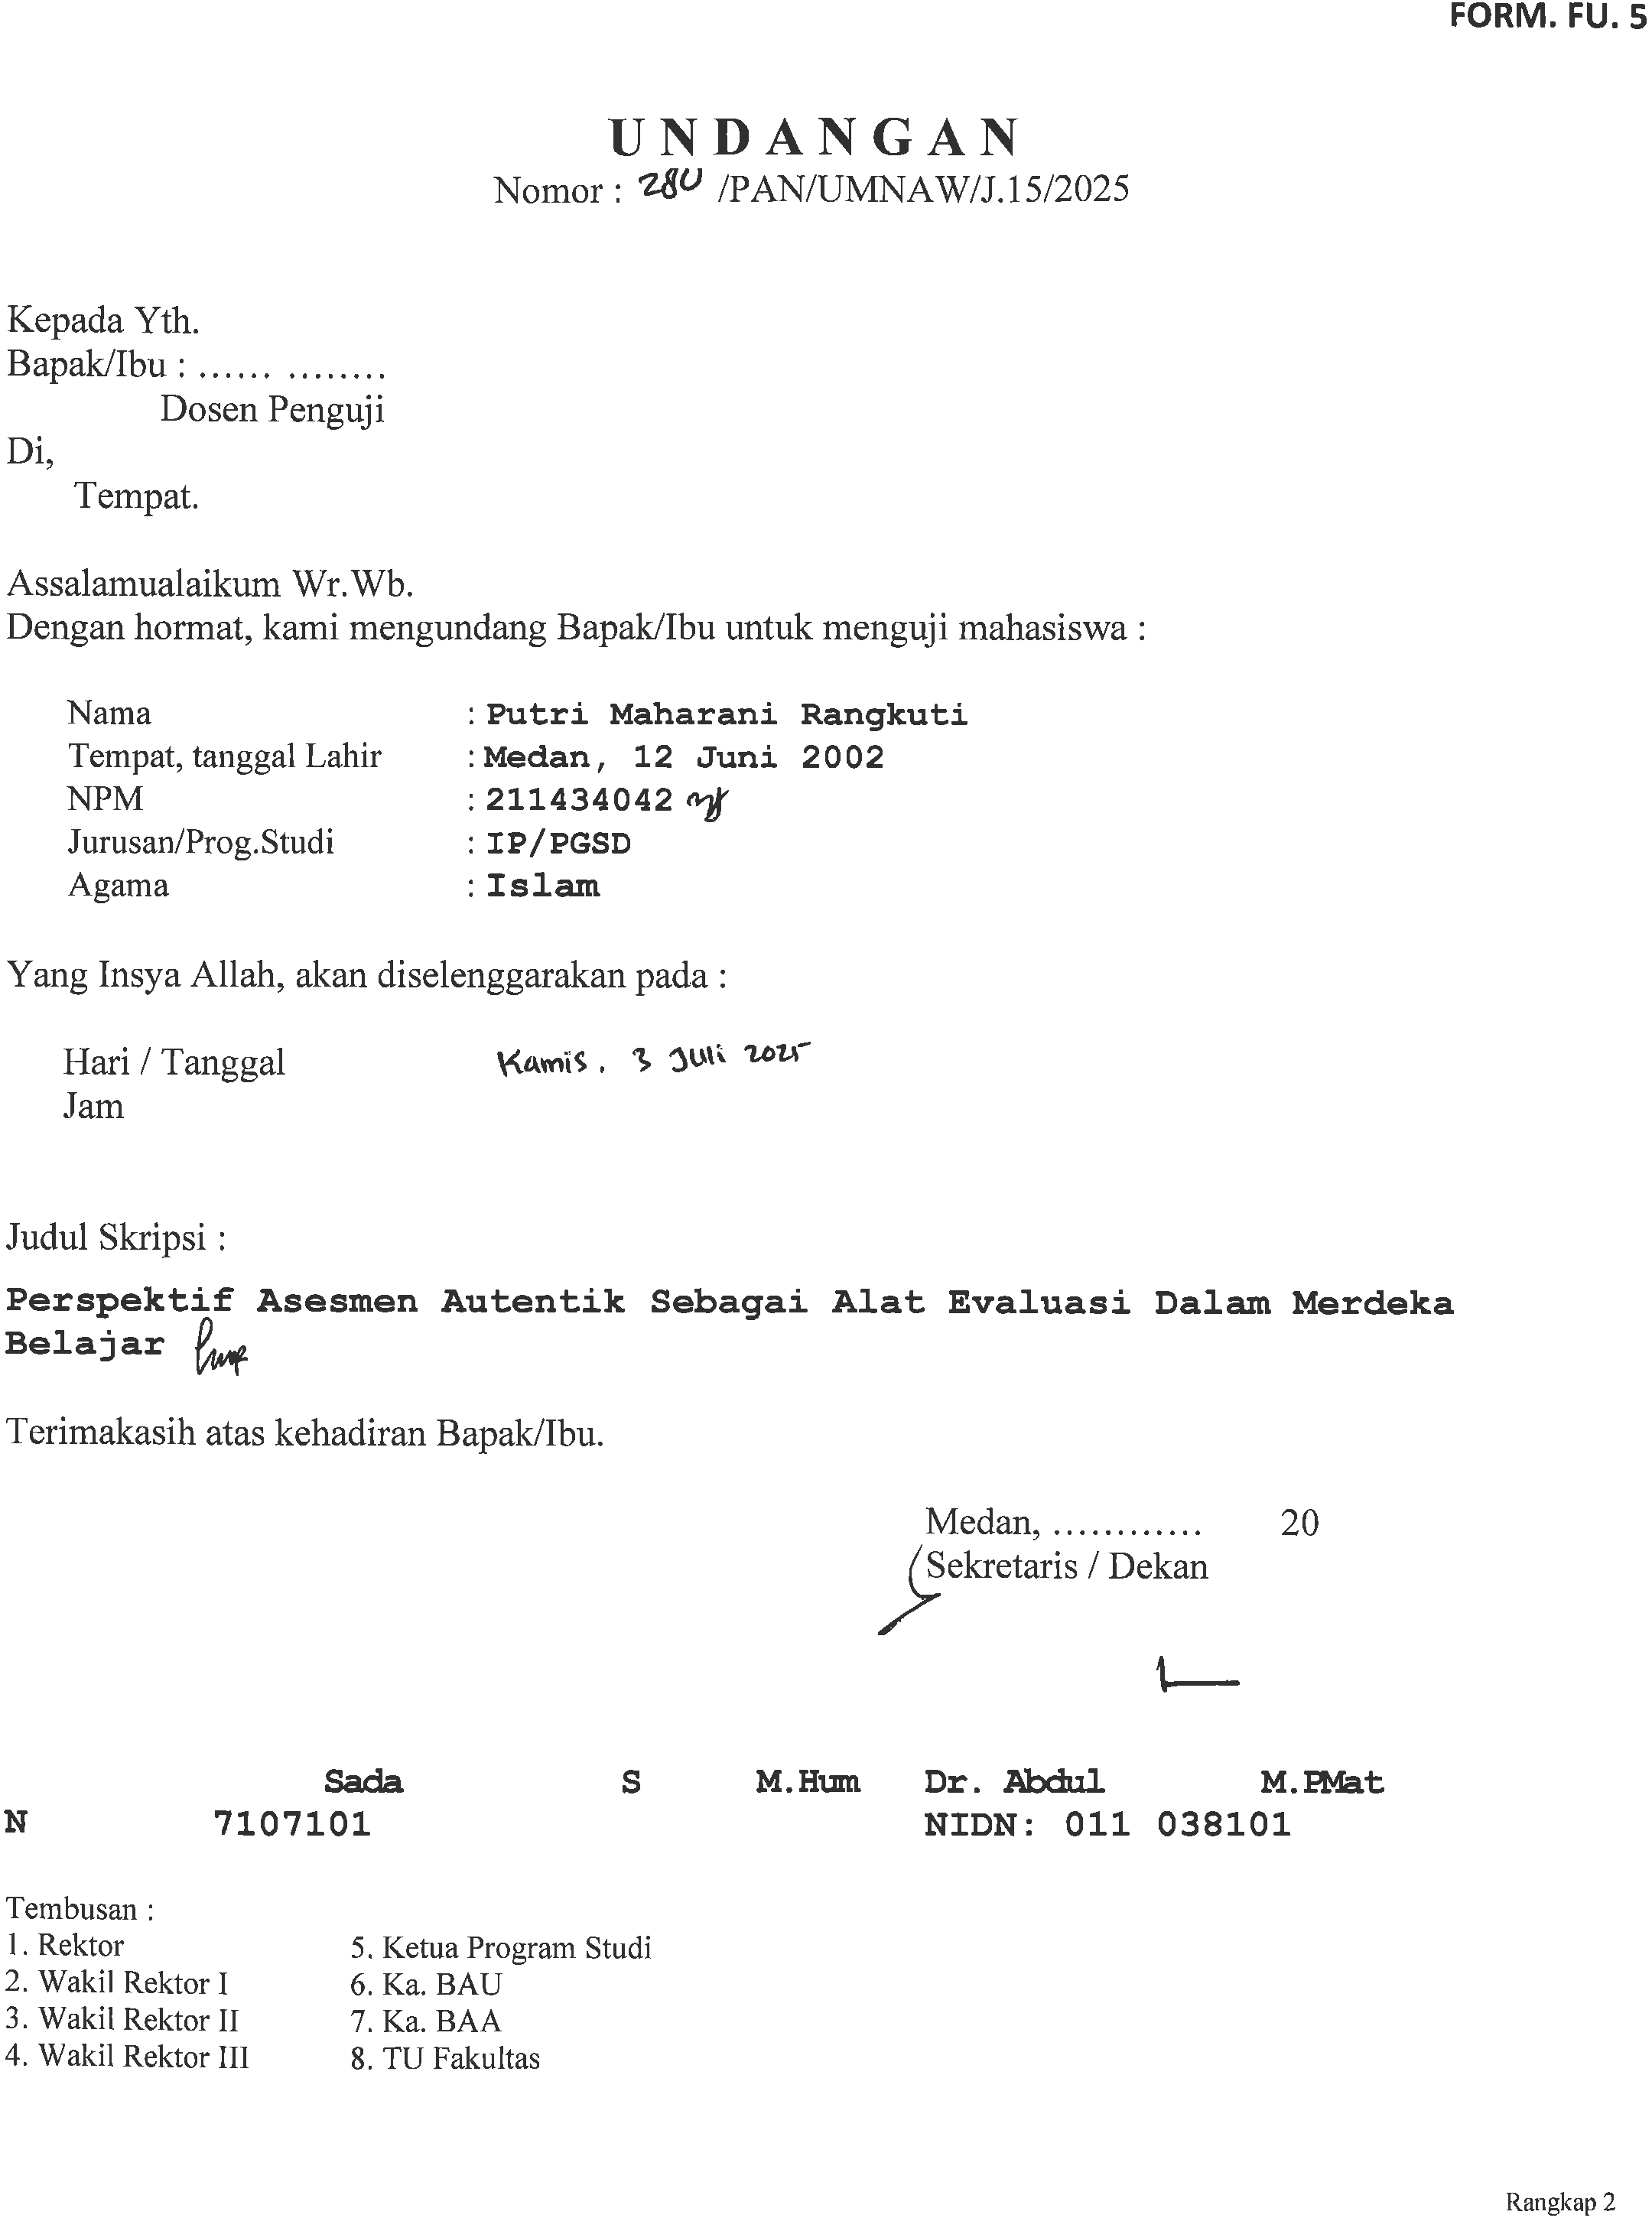 FORM. FU. 5
UNDANGAN
Nomor : 280 /PAN/UMNAW/J.15/2025
Kepada Yth.
Bapak/Ibu : ...... ........
Dosen Penguji
Di,
Tempat.
Assalamualaikum Wr.Wb.
Dengan hormat, kami mengundang Bapak/Ibu untuk menguji mahasiswa :
Nama : Putri Maharani Rangkuti
Tempat, tanggal Lahir : Medan, 12 Juni 2002
NPM : 211434042
Jurusan/Prog.Studi : IP/PGSD
Agama : Islam
Yang Insya Allah, akan diselenggarakan pada :
Hari / Tanggal Kamis, 3 Juli 2025
Jam
Judul Skripsi :
Perspektif Asesmen Autentik Sebagai Alat Evaluasi Dalam Merdeka
Belajar
Terimakasih atas kehadiran Bapak/Ibu.
Medan, ............ 20
Sekretaris / Dekan
Sada S M.Hum Dr. Abdul M.PMat
N 7107101 NIDN: 011 038101
Tembusan :
1. Rektor 5. Ketua Program Studi
2. Wakil Rektor I 6. Ka. BAU
3. Wakil Rektor II 7. Ka. BAA
4. Wakil Rektor III 8. TU Fakultas
Rangkap 2